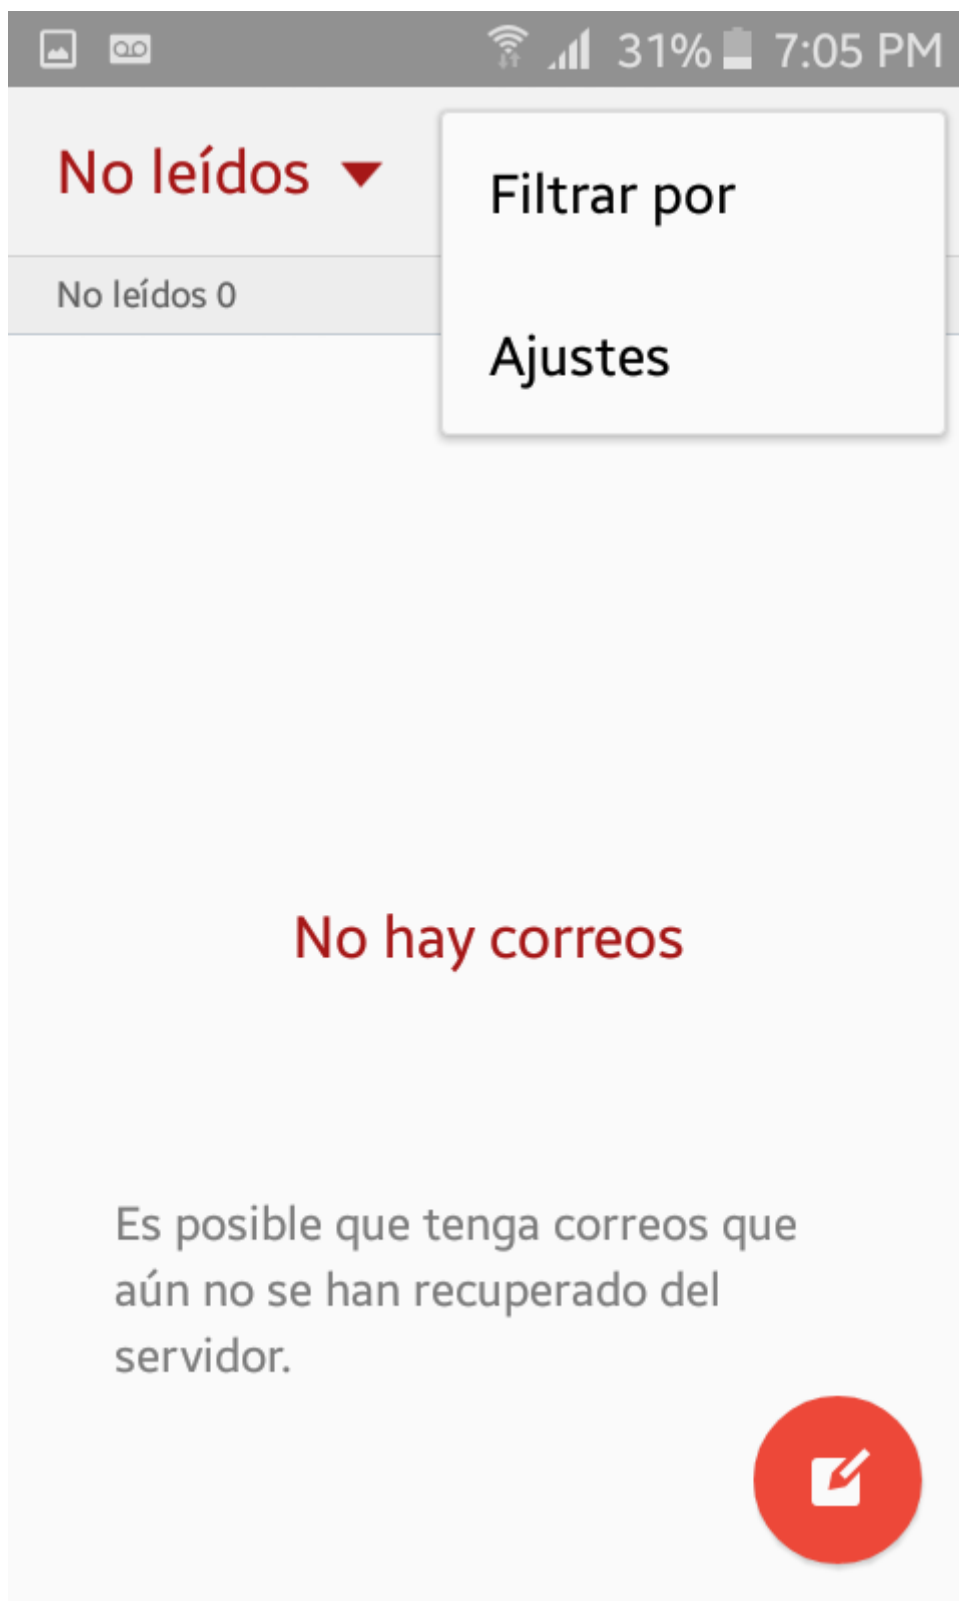 31% 7:05 PM
No leídos
Filtrar por
No leídos 0
Ajustes
No hay correos
Es posible que tenga correos que
aún no se han recuperado del
servidor.